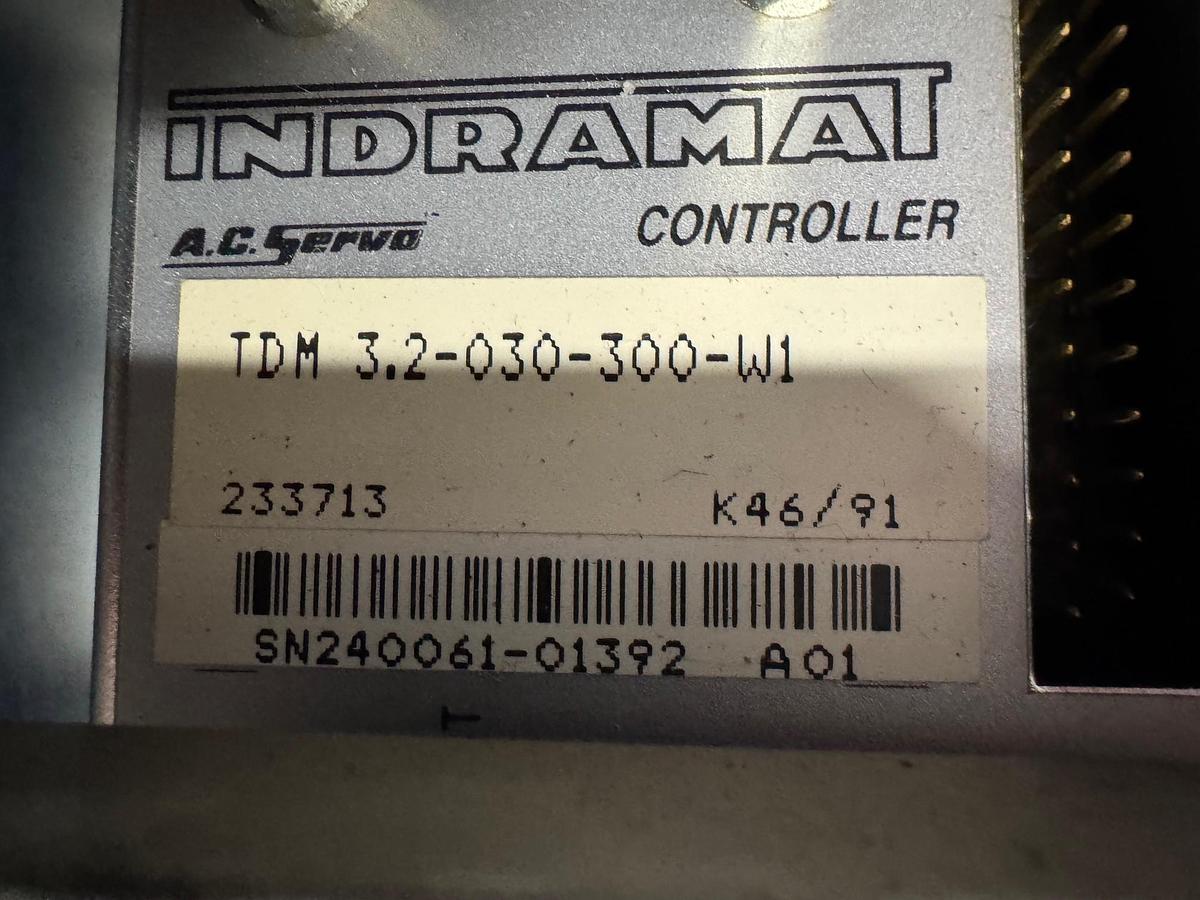 INDRAMAT
A.C. Servo CONTROLLER
TDM 3.2-030-300-W1
233713 K46/91
SN240061-01392 A01
T